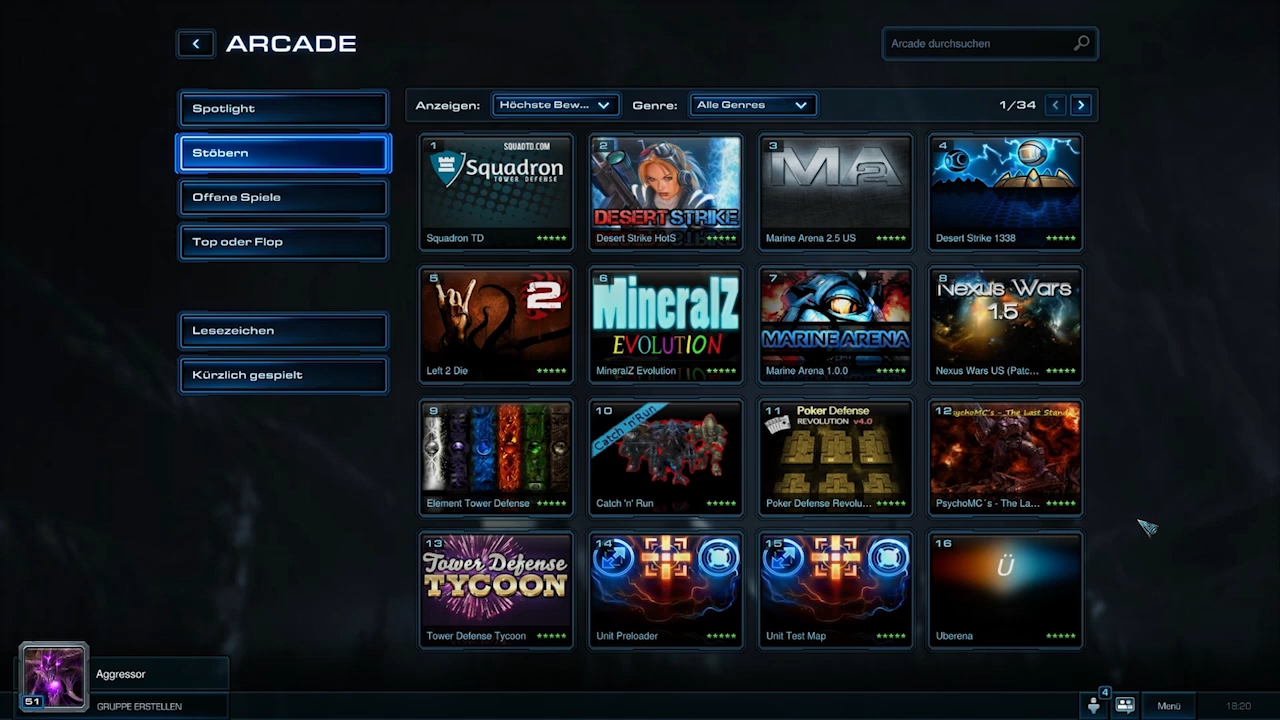 ARCADE
Arcade durchsuchen
Spotlight
Stöbern
Offene Spiele
Top oder Flop
Lesezeichen
Kürzlich gespielt
Anzeigen: Höchste Bew... Genre: Alle Genres 1/34
1
SQUADTD.COM
Squadron
TOWER DEFENSE
Squadron TD
2
DESERT STRIKE
Desert Strike HotS
3
MA2
Marine Arena 2.5 US
4
Desert Strike 1338
5
2
Left 2 Die
6
MineralZ
EVOLUTION
MineralZ Evolution
7
MARINE ARENA
Marine Arena 1.0.0
8
Nexus Wars
1.5
Nexus Wars US (Patc...
9
Element Tower Defense
10
Catch 'n'Run
Catch 'n' Run
11
Poker Defense
REVOLUTION v4.0
Poker Defense Revolu...
12
PsychoMC's - The Last Stand
PsychoMC´s - The La...
13
Tower Defense
TYCOON
Tower Defense Tycoon
14
Unit Preloader
15
Unit Test Map
16
Ü
Uberena
51
Aggressor
GRUPPE ERSTELLEN
4
Menü
18:20